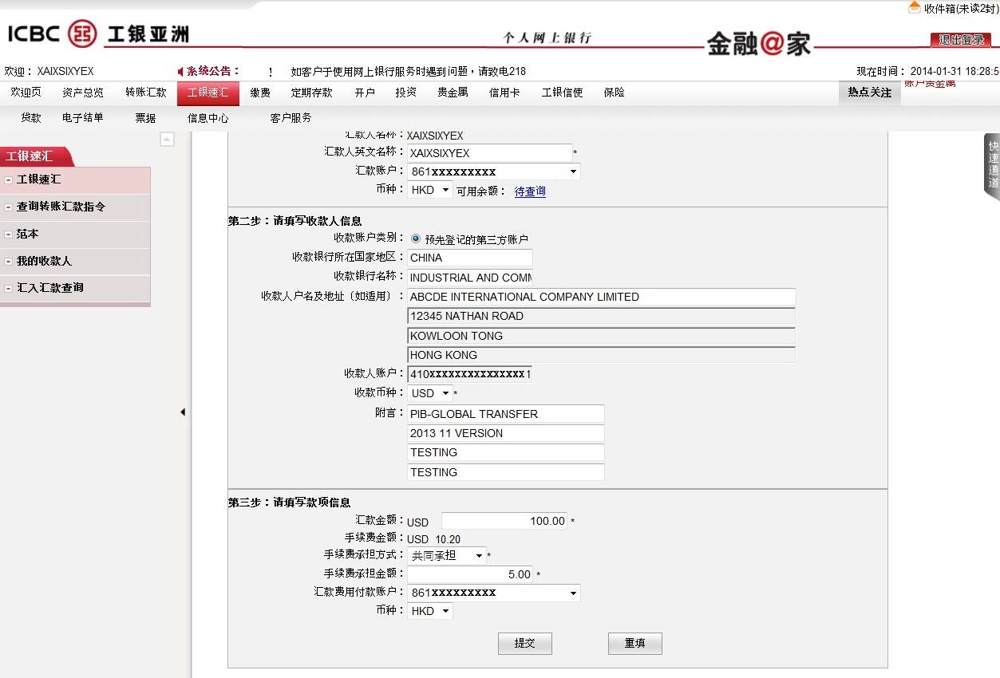 收件箱(未读2封)
ICBC 工银亚洲
个人网上银行
金融@家
退出登录
欢迎： XAIXSIXYEX
系统公告：
! 如客户于使用网上银行服务时遇到问题，请致电218
现在时间： 2014-01-31 18:28:5
欢迎页 资产总览 转账汇款 工银速汇 缴费 定期存款 开户 投资 贵金属 信用卡 工银信使 保险
热点关注
账户贵金属
贷款 电子结单 票据 信息中心 客户服务
工银速汇
工银速汇
查询转账汇款指令
范本
我的收款人
汇入汇款查询
快速通道
汇款人名称：XAIXSIXYEX
汇款人英文名称：XAIXSIXYEX *
汇款账户：861xxxxxxxxx
币种：HKD 可用余额： 待查询
第二步：请填写收款人信息
收款账户类别：预先登记的第三方账户
收款银行所在国家地区：CHINA
收款银行名称：INDUSTRIAL AND COMM
收款人户名及地址（如适用）：ABCDE INTERNATIONAL COMPANY LIMITED
12345 NATHAN ROAD
KOWLOON TONG
HONG KONG
收款人账户：410xxxxxxxxxxxxxxx1
收款币种：USD *
附言：PIB-GLOBAL TRANSFER
2013 11 VERSION
TESTING
TESTING
第三步：请填写款项信息
汇款金额：USD 100.00 *
手续费金额：USD 10.20
手续费承担方式：共同承担 *
手续费承担金额：5.00 *
汇款费用付款账户：861xxxxxxxxx
币种：HKD
提交 重填